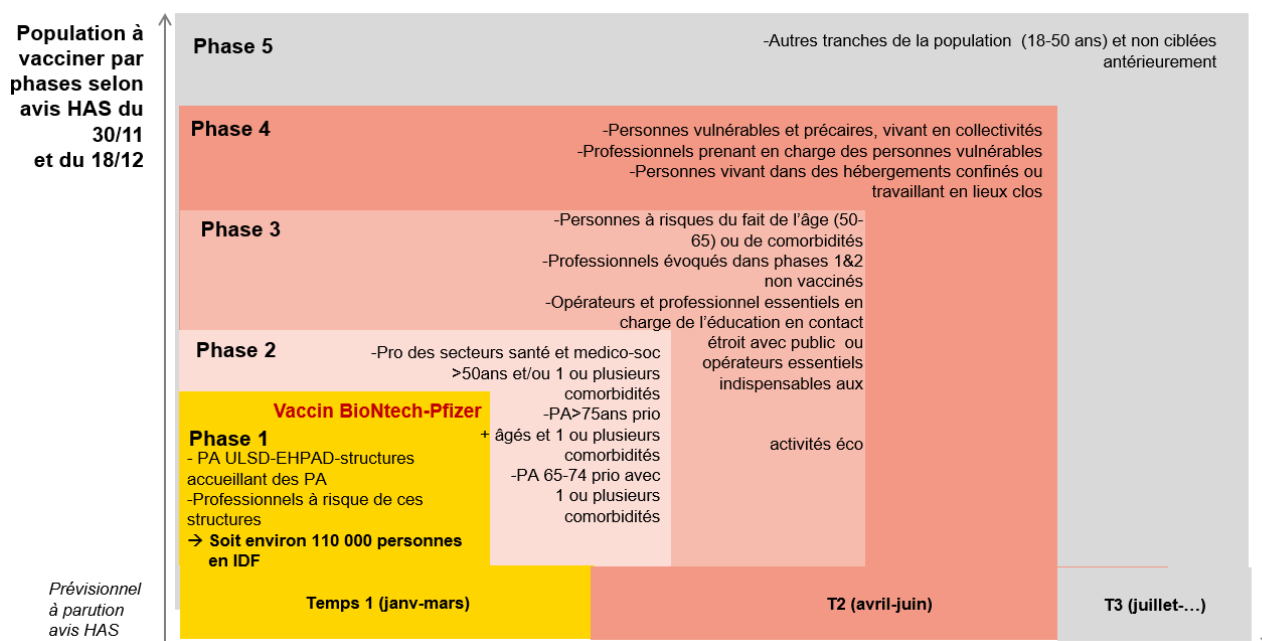 Population à
vacciner par
phases selon
avis HAS du
30/11
et du 18/12
Phase 5
-Autres tranches de la population (18-50 ans) et non ciblées
antérieurement
Phase 4
-Personnes vulnérables et précaires, vivant en collectivités
-Professionnels prenant en charge des personnes vulnérables
-Personnes vivant dans des hébergements confinés ou
travaillant en lieux clos
Phase 3
-Personnes à risques du fait de l’âge (50-
65) ou de comorbidités
-Professionnels évoqués dans phases 1&2
non vaccinés
-Opérateurs et professionnel essentiels en
charge de l’éducation en contact
étroit avec public ou
opérateurs essentiels
indispensables aux
activités éco
Phase 2
-Pro des secteurs santé et medico-soc
>50ans et/ou 1 ou plusieurs
comorbidités
-PA>75ans prio
+ âgés et 1 ou plusieurs
comorbidités
-PA 65-74 prio avec
1 ou plusieurs
comorbidités
Vaccin BioNtech-Pfizer
Phase 1
- PA ULSD-EHPAD-structures
accueillant des PA
-Professionnels à risque de ces
structures
→ Soit environ 110 000 personnes
en IDF
Prévisionnel
à parution
avis HAS
Temps 1 (janv-mars)
T2 (avril-juin)
T3 (juillet-…)